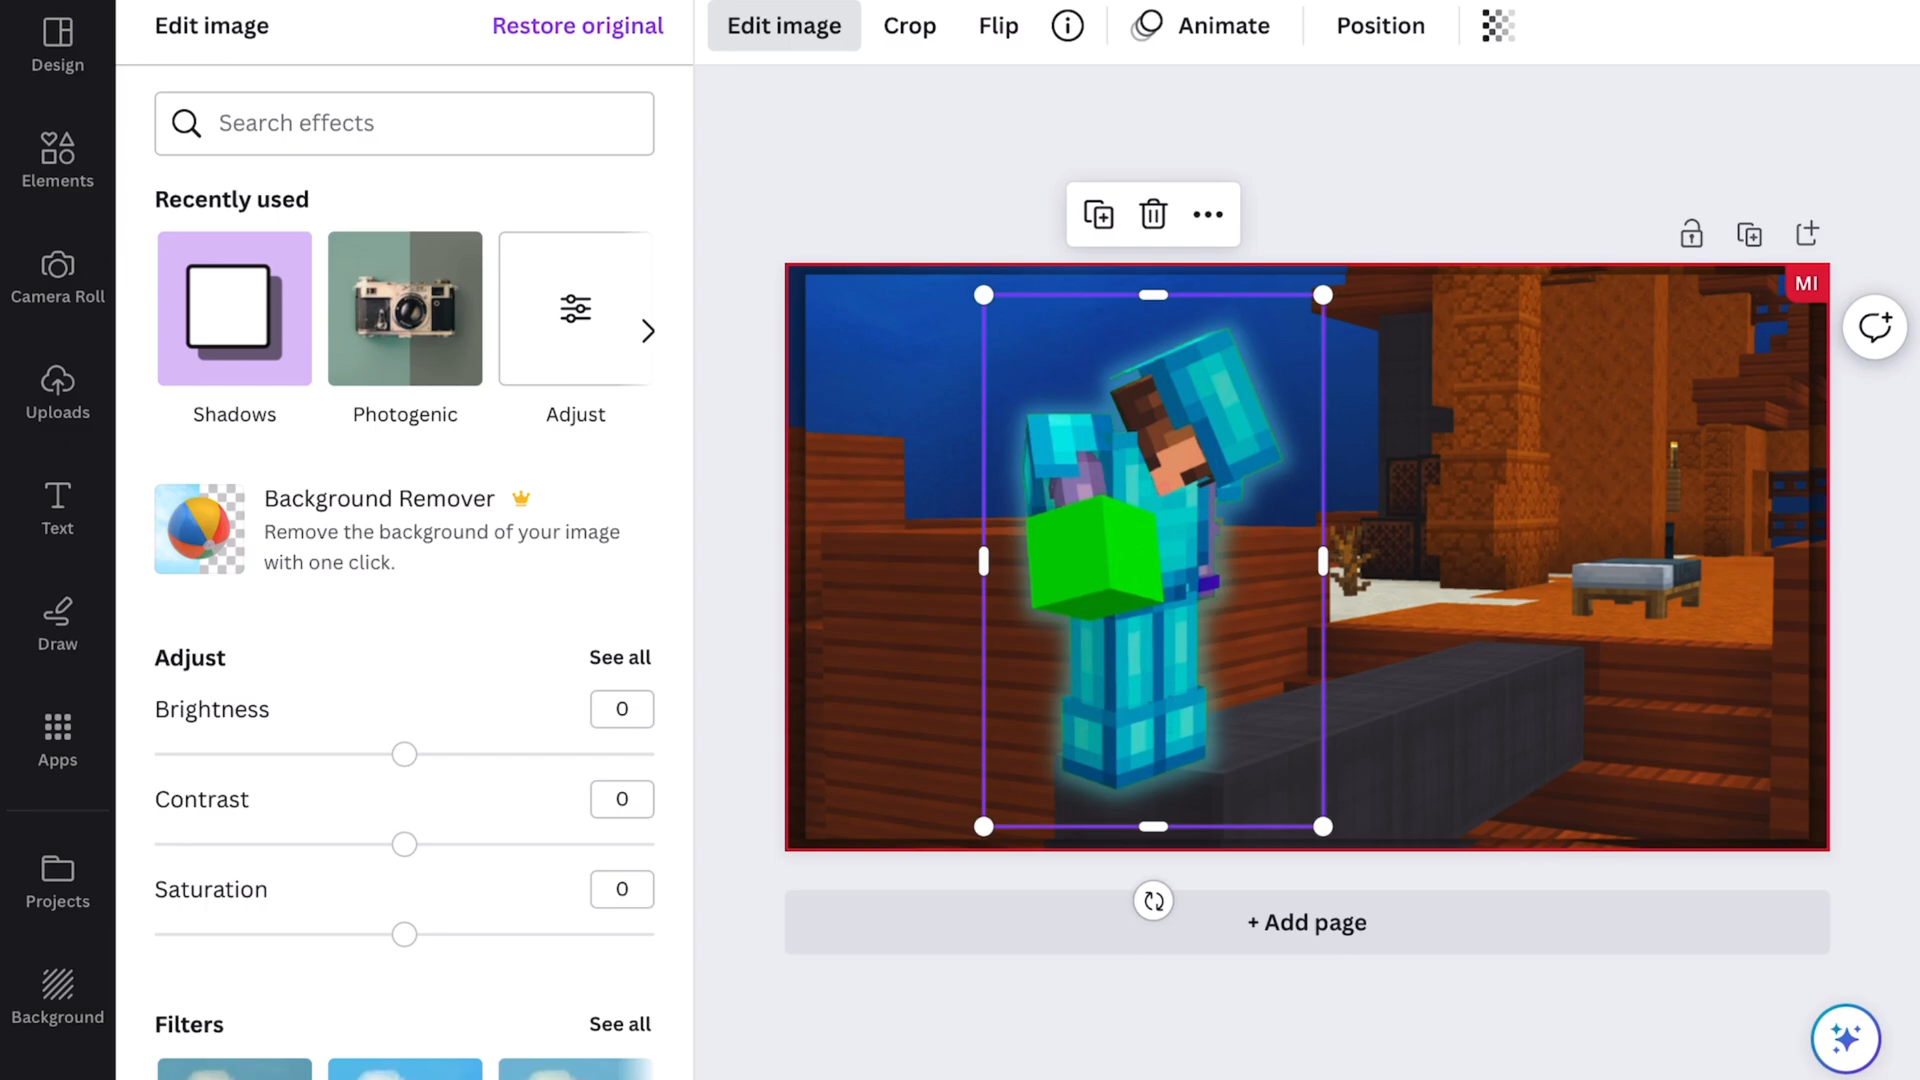 Edit image
Restore original
Edit image
Crop
Flip
Animate
Position
Design
Elements
Camera Roll
Uploads
Text
Draw
Apps
Projects
Background
Search effects
Recently used
Shadows
Photogenic
Adjust
Background Remover
Remove the background of your image
with one click.
Adjust
See all
Brightness
0
Contrast
0
Saturation
0
Filters
See all
MI
+ Add page